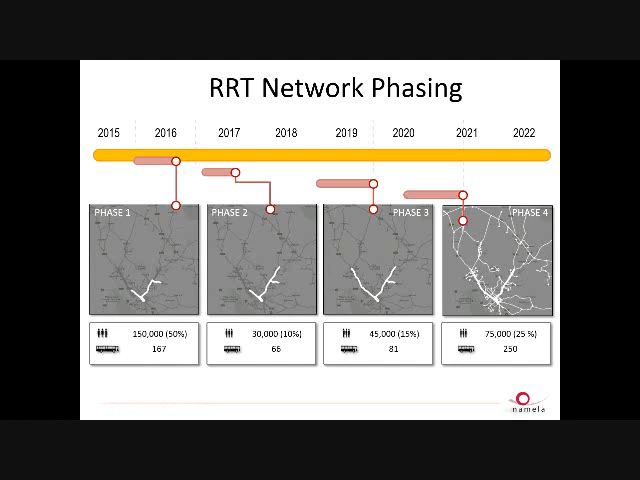 RRT Network Phasing
2015 2016 2017 2018 2019 2020 2021 2022
PHASE 1 PHASE 2 PHASE 3 PHASE 4
150,000 (50%) 30,000 (10%) 45,000 (15%) 75,000 (25 %)
167 66 81 250
namela